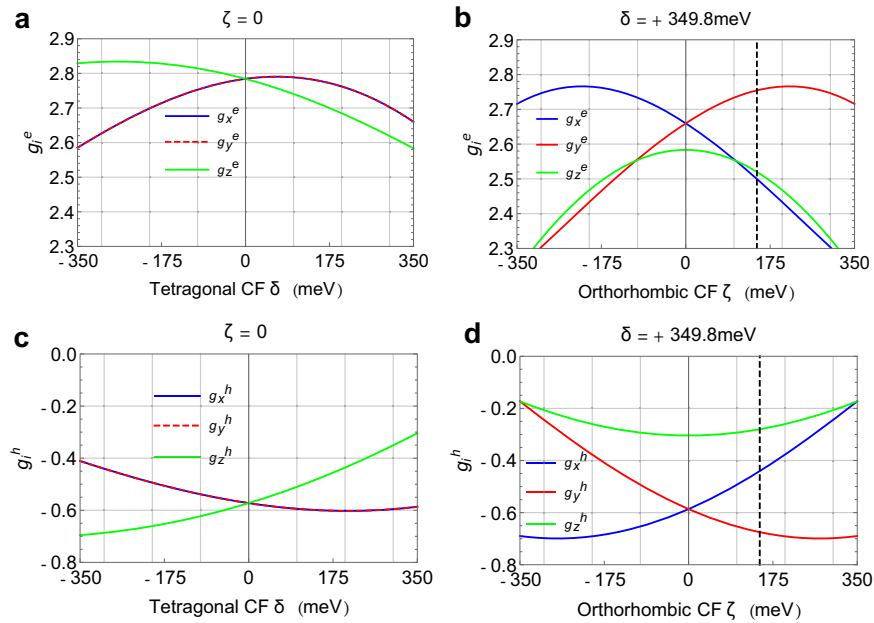 a
ζ = 0
2.9
2.8
2.7
2.6
2.5
2.4
2.3
g_i^e
g_x^e
g_y^e
g_z^e
- 350
- 175
0
175
350
Tetragonal CF δ (meV)
b
δ = + 349.8meV
2.9
2.8
2.7
2.6
2.5
2.4
2.3
g_i^e
g_x^e
g_y^e
g_z^e
- 350
- 175
0
175
350
Orthorhombic CF ζ (meV)
c
ζ = 0
0.0
- 0.2
- 0.4
- 0.6
- 0.8
g_i^h
g_x^h
g_y^h
g_z^h
- 350
- 175
0
175
350
Tetragonal CF δ (meV)
d
δ = + 349.8meV
0.0
- 0.2
- 0.4
- 0.6
- 0.8
g_i^h
g_x^h
g_y^h
g_z^h
- 350
- 175
0
175
350
Orthorhombic CF ζ (meV)